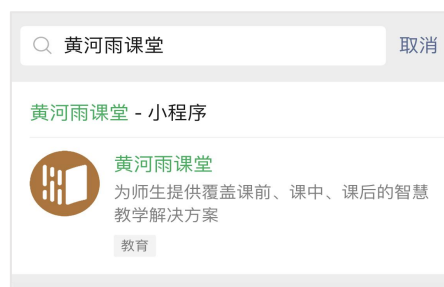 黄河雨课堂 取消
黄河雨课堂 - 小程序
黄河雨课堂
为师生提供覆盖课前、课中、课后的智慧
教学解决方案
教育